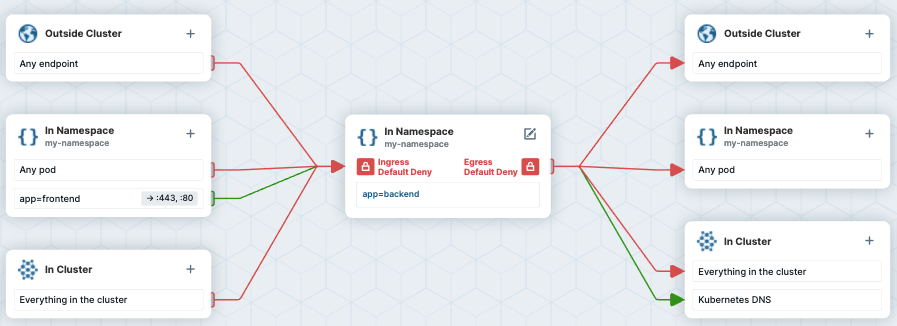 Outside Cluster
+
Any endpoint
{} In Namespace
my-namespace
+
Any pod
app=frontend
→ :443, :80
In Cluster
+
Everything in the cluster
{} In Namespace
my-namespace
Ingress
Default Deny
Egress
Default Deny
app=backend
Outside Cluster
+
Any endpoint
{} In Namespace
my-namespace
+
Any pod
In Cluster
+
Everything in the cluster
Kubernetes DNS